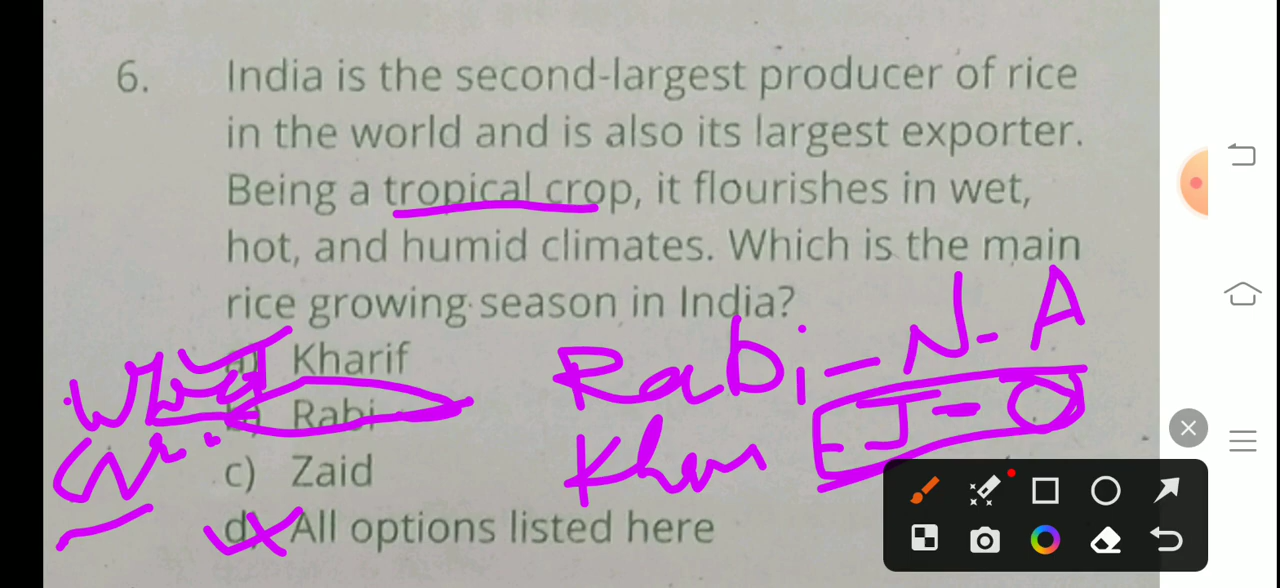 6. India is the second-largest producer of rice
in the world and is also its largest exporter.
Being a tropical crop, it flourishes in wet,
hot, and humid climates. Which is the main
rice growing season in India?
a) Kharif
b) Rabi
c) Zaid
d) All options listed here
Rabi - N - A
Khar J - O